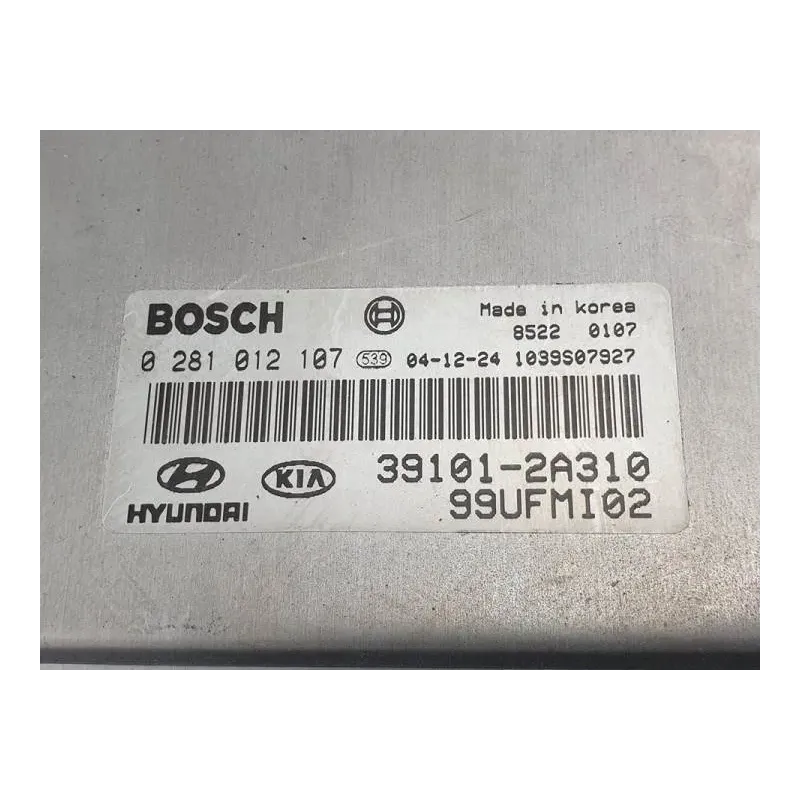 BOSCH Made in korea
8522 0107
0 281 012 107 539 04-12-24 1039S07927
HYUNDAI KIA 39101-2A310
99UFMI02